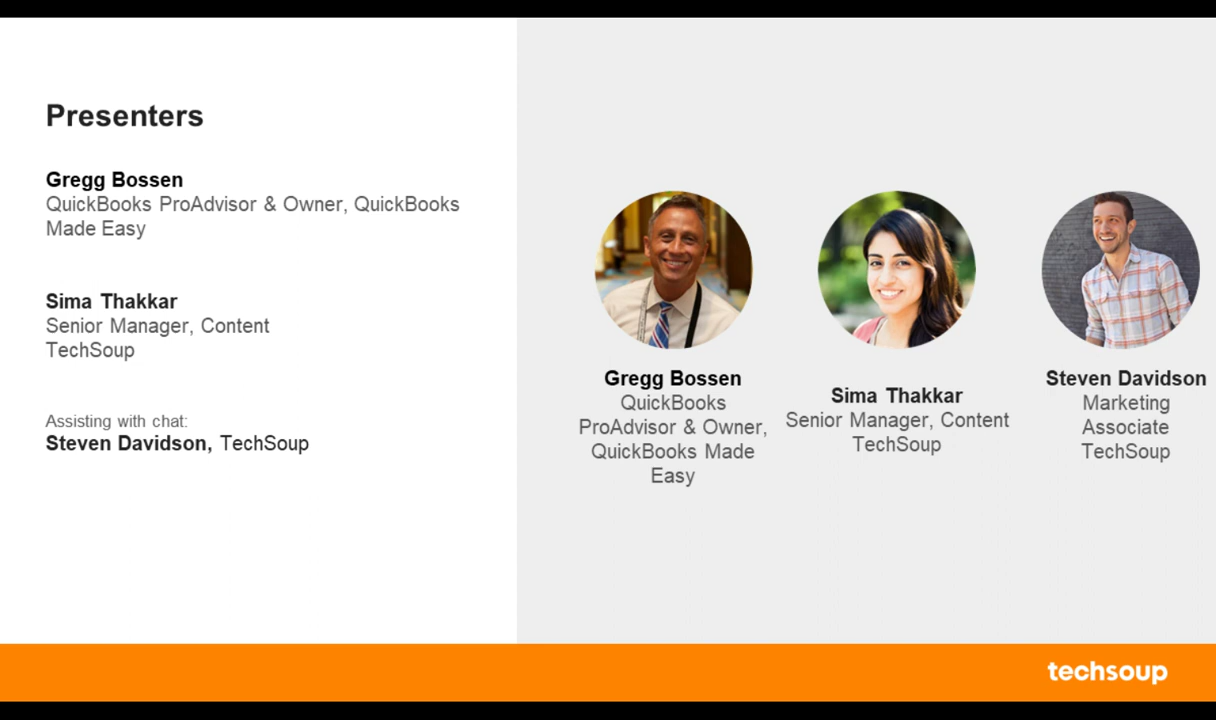 Presenters
Gregg Bossen
QuickBooks ProAdvisor & Owner, QuickBooks
Made Easy
Sima Thakkar
Senior Manager, Content
TechSoup
Assisting with chat:
Steven Davidson, TechSoup
Gregg Bossen
QuickBooks
ProAdvisor & Owner,
QuickBooks Made
Easy
Sima Thakkar
Senior Manager, Content
TechSoup
Steven Davidson
Marketing
Associate
TechSoup
techsoup